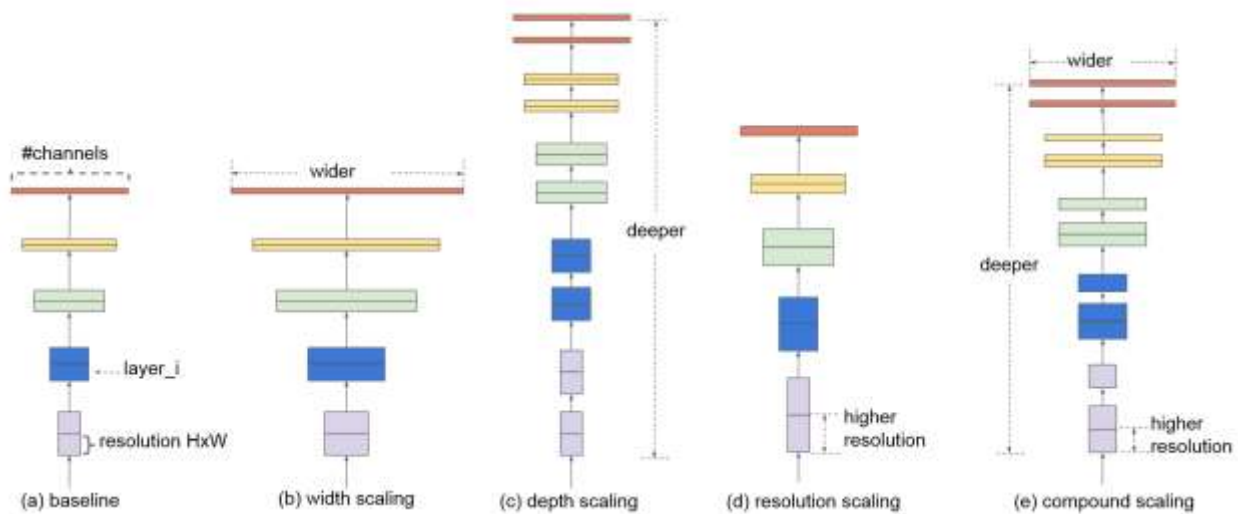 #channels
layer_i
resolution HxW
(a) baseline
wider
(b) width scaling
deeper
(c) depth scaling
higher
resolution
(d) resolution scaling
wider
deeper
higher
resolution
(e) compound scaling